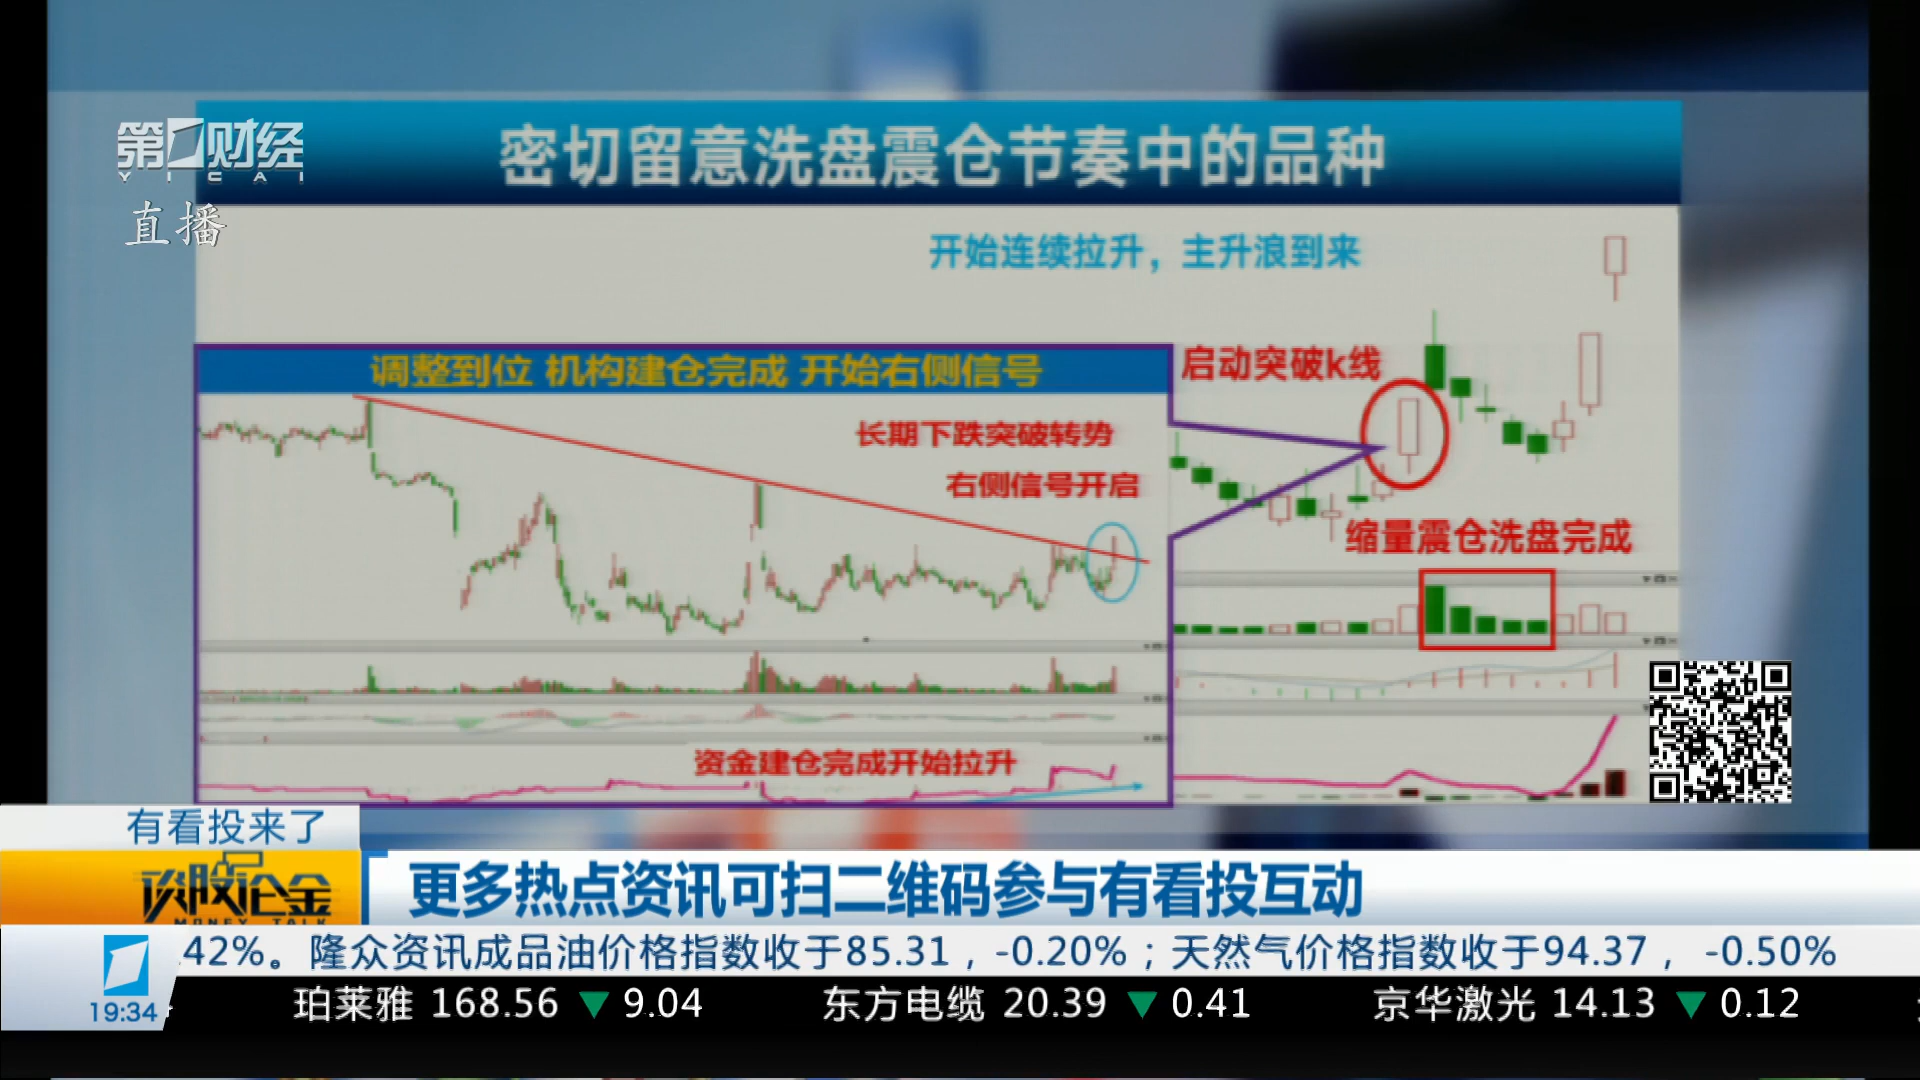 第1财经
YICAI
直播
密切留意洗盘震仓节奏中的品种
开始连续拉升，主升浪到来
调整到位 机构建仓完成 开始右侧信号
启动突破k线
长期下跌突破转势
右侧信号开启
缩量震仓洗盘完成
资金建仓完成开始拉升
有看投来了
谈股论金
MONEY TALK
更多热点资讯可扫二维码参与有看投互动
42%。隆众资讯成品油价格指数收于85.31，-0.20%；天然气价格指数收于94.37， -0.50%
19:34
珀莱雅 168.56 ▼ 9.04 东方电缆 20.39 ▼ 0.41 京华激光 14.13 ▼ 0.12